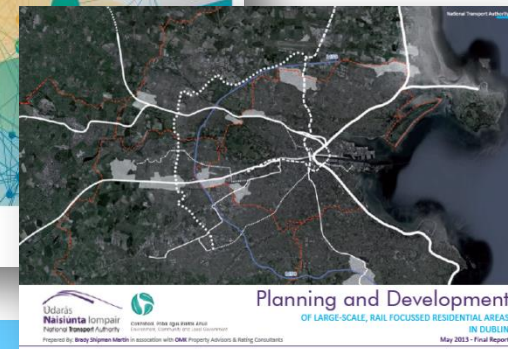 National Transport Authority
Údarás
Náisiúnta Iompair
National Transport Authority
Planning and Development
OF LARGE-SCALE, RAIL FOCUSSED RESIDENTIAL AREAS
IN DUBLIN
Prepared By: Brady Shipman Martin in association with OMK Property Advisors & Rating Consultants
May 2013 - Final Report